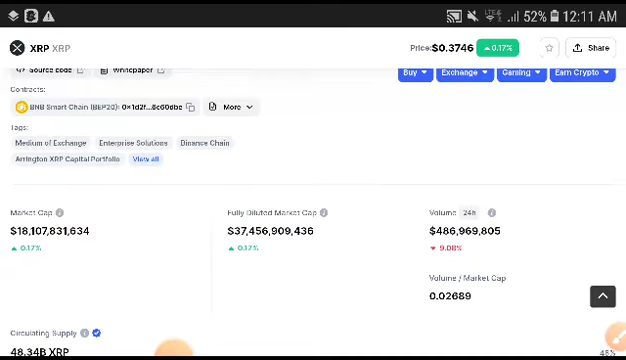 52% 12:11 AM
XRP XRP Price:$0.3746 0.17% Share
Source code Whitepaper Buy Exchange Gaming Earn Crypto
Contracts:
BNB Smart Chain (BEP20): 0x1d2f...6c60dbe More
Tags:
Medium of Exchange Enterprise Solutions Binance Chain
Arrington XRP Capital Portfolio View all
Market Cap Fully Diluted Market Cap Volume 24h
$18,107,831,634 $37,456,909,436 $486,969,805
0.17% 0.17% 9.08%
Volume / Market Cap
0.02689
Circulating Supply
48.34B XRP 48%